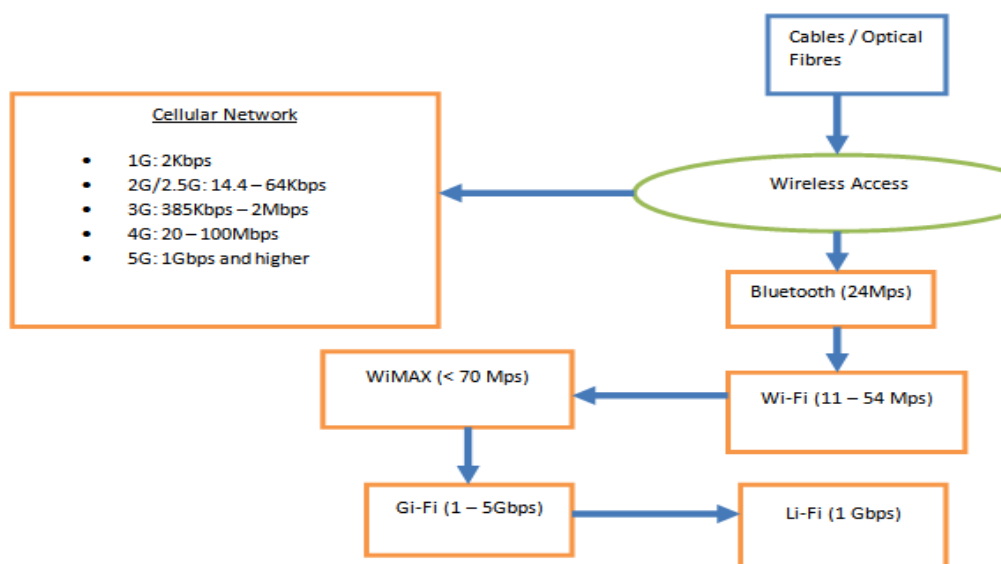 Cables / Optical
Fibres
Cellular Network
• 1G: 2Kbps
• 2G/2.5G: 14.4 – 64Kbps
• 3G: 385Kbps – 2Mbps
• 4G: 20 – 100Mbps
• 5G: 1Gbps and higher
Wireless Access
Bluetooth (24Mps)
WiMAX (< 70 Mps)
Wi-Fi (11 – 54 Mps)
Gi-Fi (1 – 5Gbps)
Li-Fi (1 Gbps)